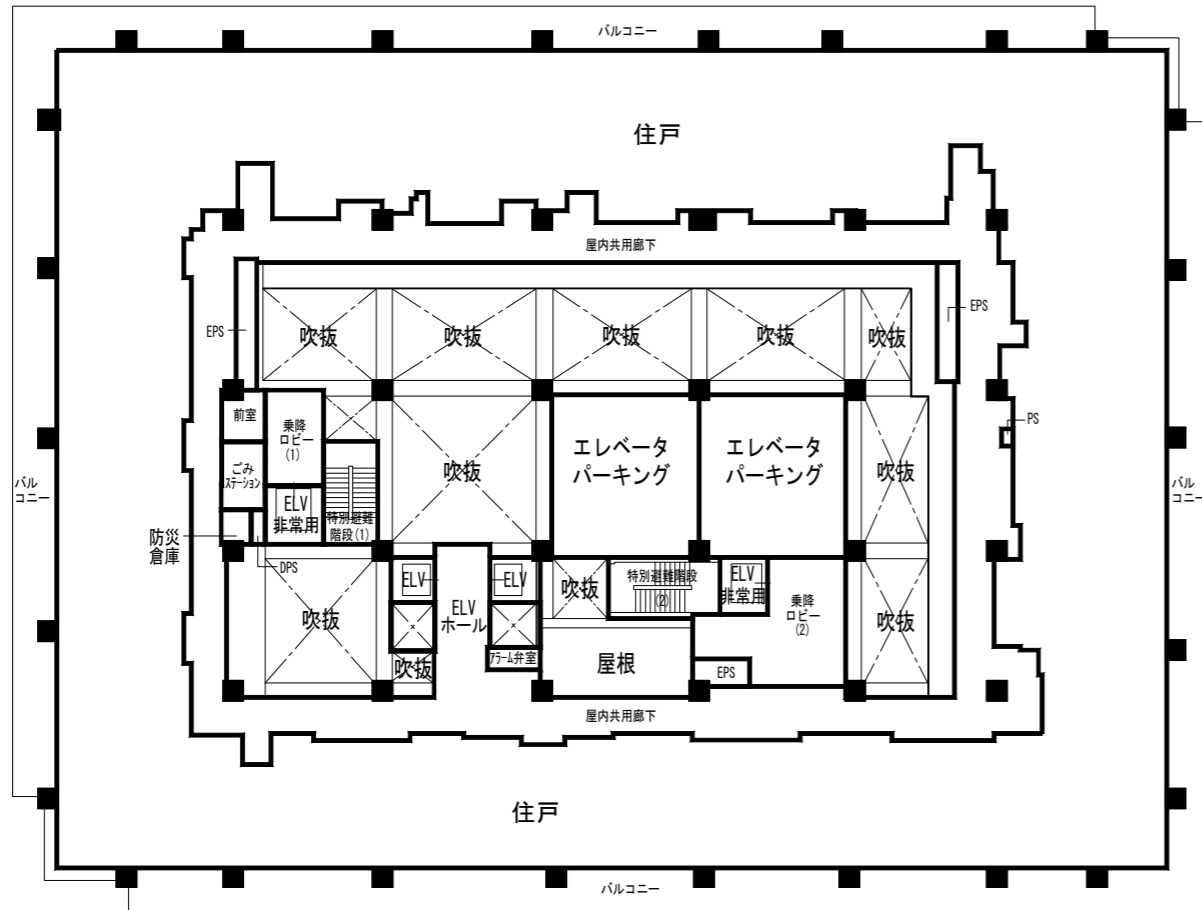 バルコニー
住戸
屋内共用廊下
EPS
EPS
吹抜
吹抜
吹抜
吹抜
吹抜
前室
乗降
ロビー
(1)
PS
エレベータ
パーキング
エレベータ
パーキング
ごみ
ステーション
吹抜
吹抜
バル
コニー
バル
コニー
ELV
非常用
特別避難
階段(1)
防災
倉庫
DPS
ELV
ELV
ELV
ホール
吹抜
特別避難階段
(2)
ELV
非常用
乗降
ロビー
(2)
吹抜
吹抜
吹抜
アラーム弁室
屋根
EPS
屋内共用廊下
住戸
バルコニー